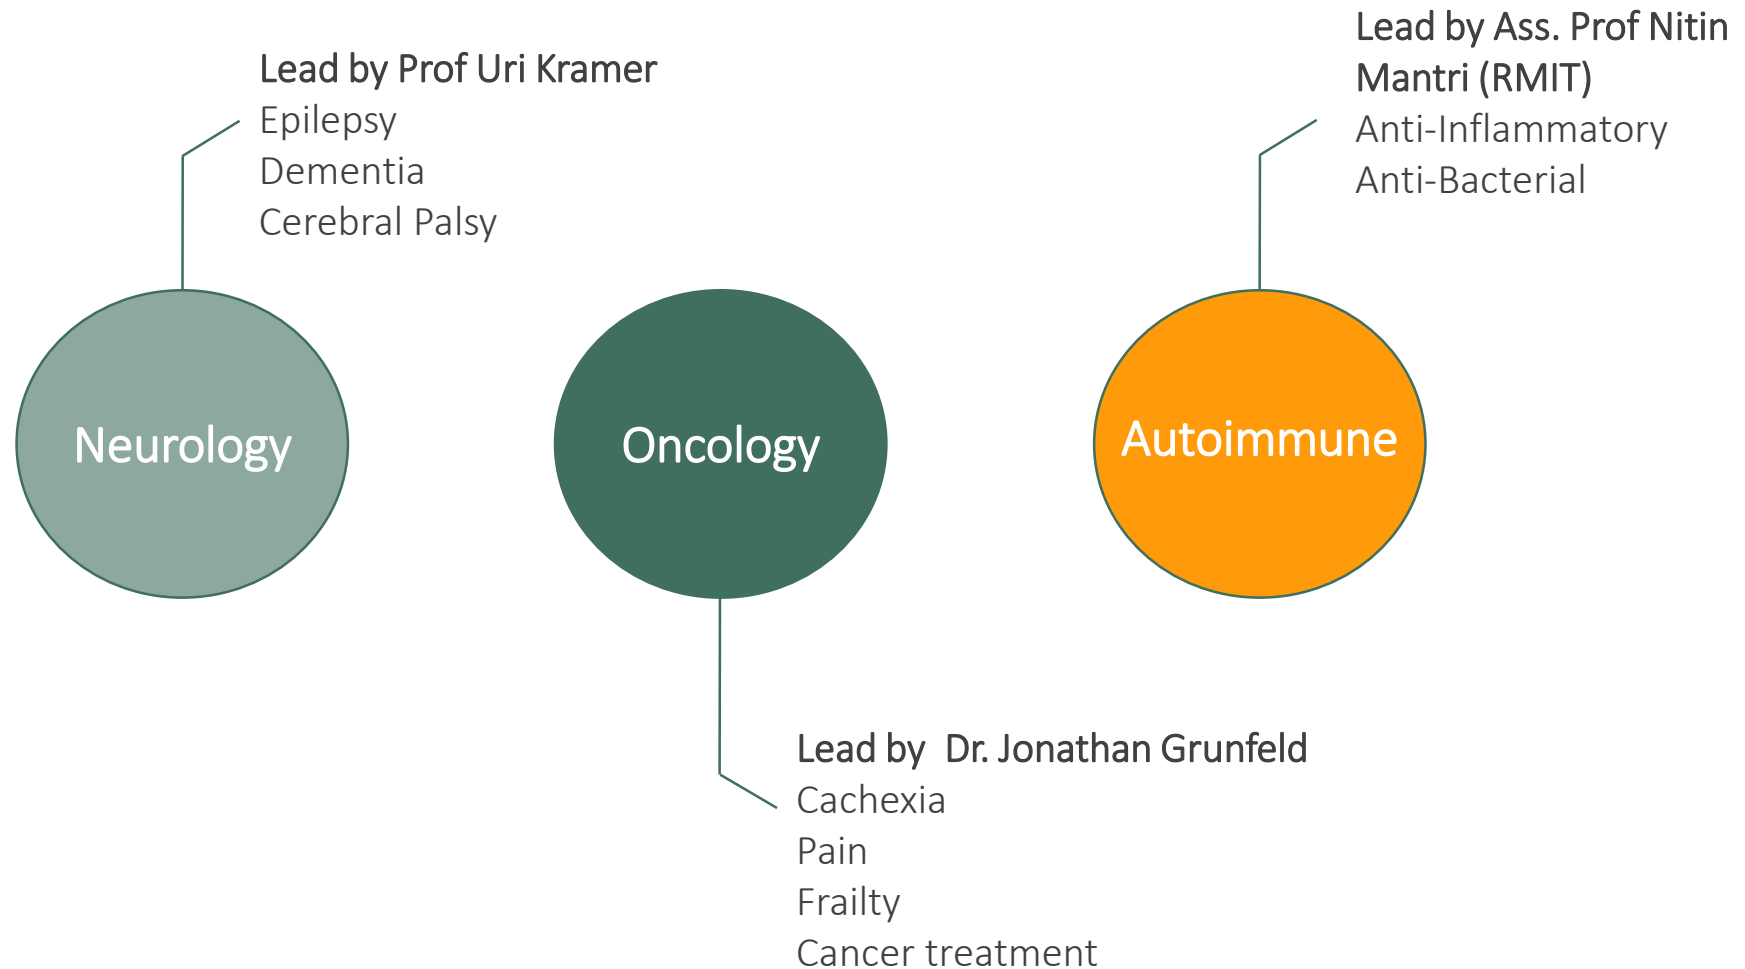 Lead by Prof Uri Kramer
Epilepsy
Dementia
Cerebral Palsy
Lead by Ass. Prof Nitin
Mantri (RMIT)
Anti-Inflammatory
Anti-Bacterial
Neurology
Oncology
Autoimmune
Lead by  Dr. Jonathan Grunfeld
Cachexia
Pain
Frailty
Cancer treatment